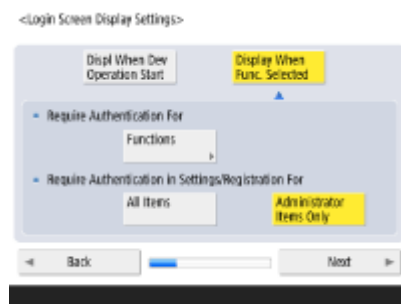 <Login Screen Display Settings>
Displ When Dev
Operation Start
Display When
Func. Selected
Require Authentication For
Functions
Require Authentication in Settings/Registration For
All Items
Administrator
Items Only
Back
Next